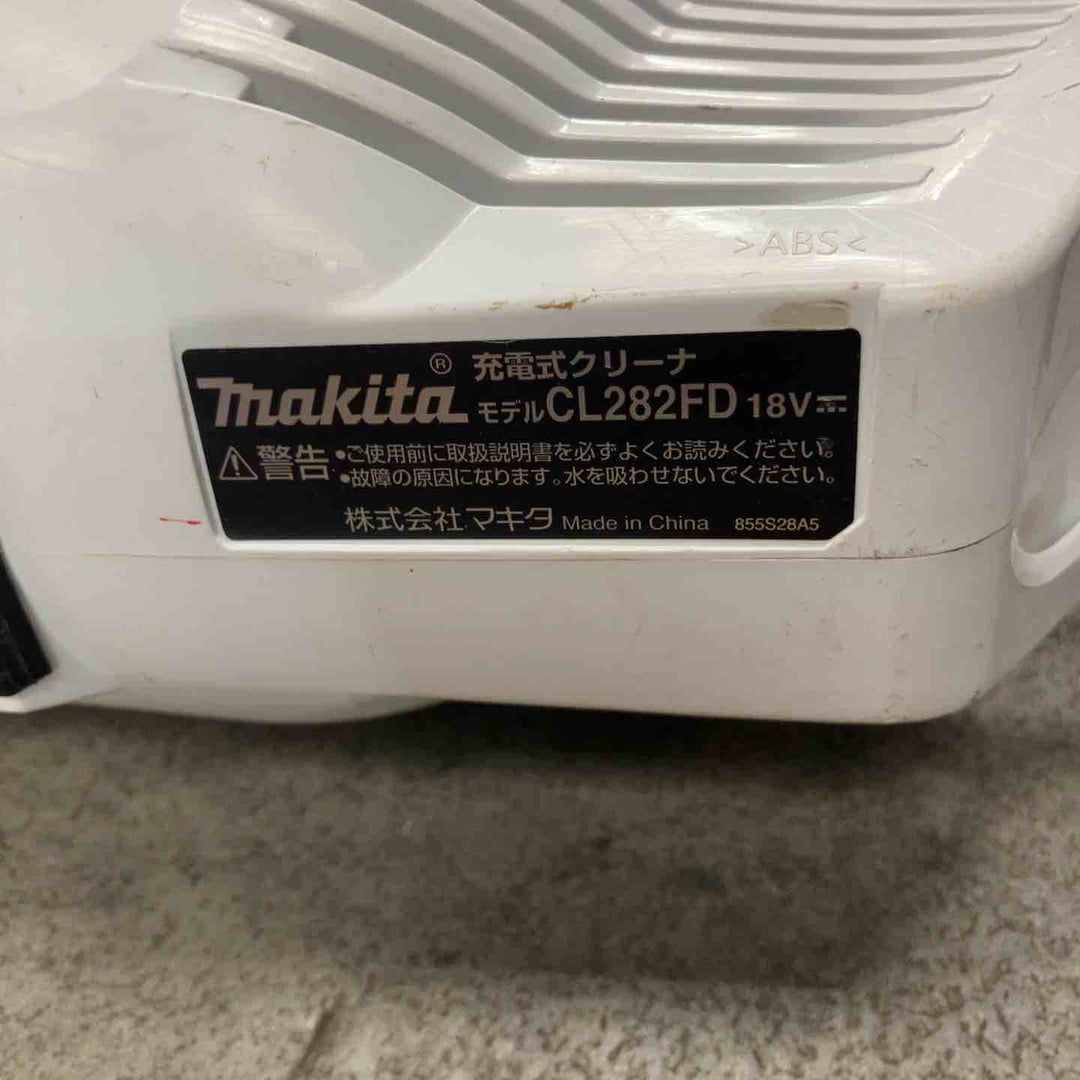 >ABS<
makita® 充電式クリーナ
モデルCL282FD 18V⎓
⚠警告 •ご使用前に取扱説明書を必ずよくお読みください。
•故障の原因になります。水を吸わせないでください。
株式会社マキタ Made in China 855S28A5